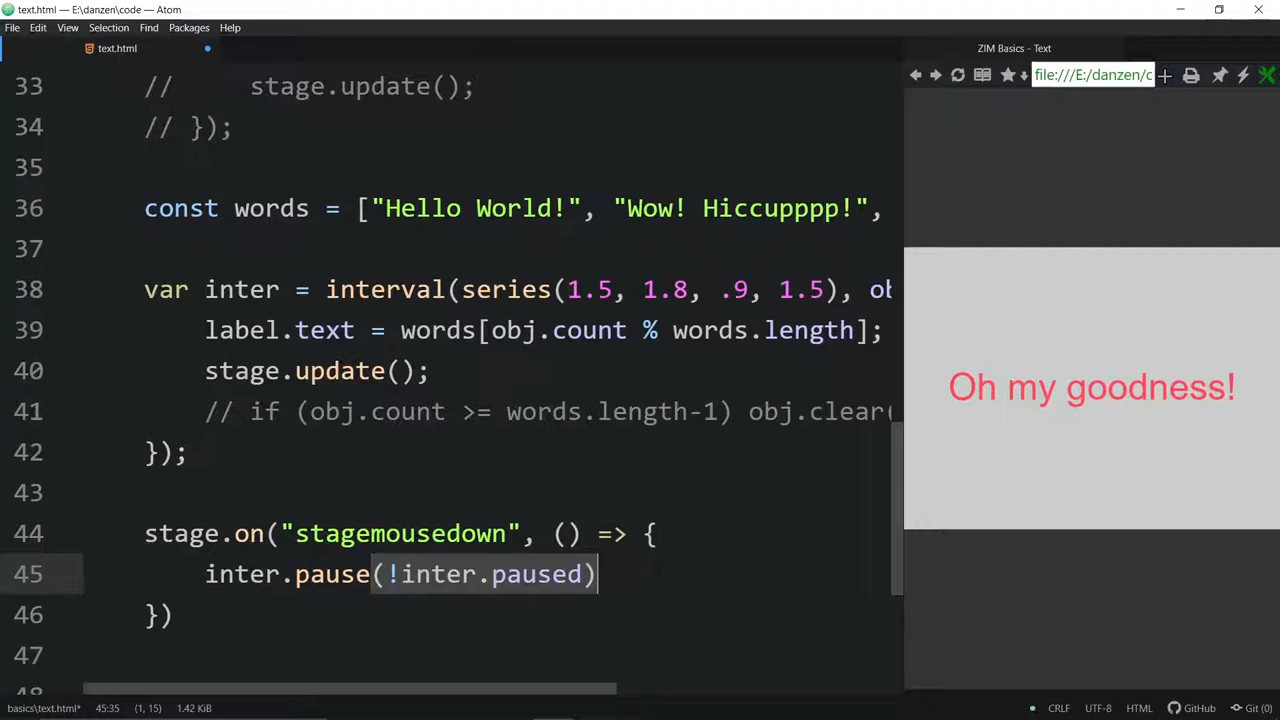 text.html — E:\danzen\code — Atom
File Edit View Selection Find Packages Help
text.html
ZIM Basics - Text
file:///E:/danzen/c
33 // stage.update();
34 // });
35
36 const words = ["Hello World!", "Wow! Hiccupppp!",
37
38 var inter = interval(series(1.5, 1.8, .9, 1.5), ob
39 label.text = words[obj.count % words.length];
40 stage.update();
41 // if (obj.count >= words.length-1) obj.clear(
42 });
43
44 stage.on("stagemousedown", () => {
45 inter.pause(!inter.paused)
46 })
47
48
Oh my goodness!
basics\text.html* 45:35 (1, 15) 1.42 KiB CRLF UTF-8 HTML GitHub Git (0)